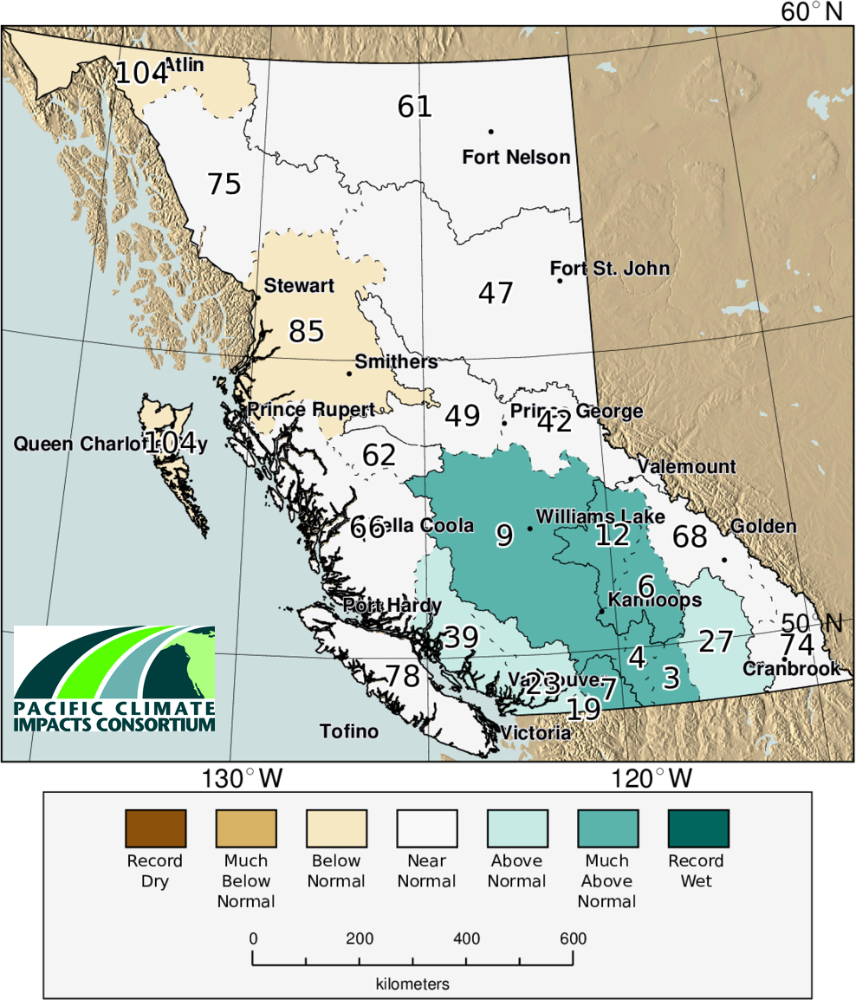 60° N
104
Atlin
61
Fort Nelson
75
Fort St. John
Stewart
47
85
Smithers
Prince Rupert
49
42
George
104
62
Valemount
Williams Lake
9
12
68
Golden
66
Coola
6
Kamloops
Port Hardy
50 N
39
27
74
4
Cranbrook
78
3
23
7
19
Tofino
Victoria
PACIFIC CLIMATE
IMPACTS CONSORTIUM
130°W
120°W
Record
Dry
Much
Below
Normal
Below
Normal
Near
Normal
Above
Normal
Much
Above
Normal
Record
Wet
0
200
400
600
kilometers